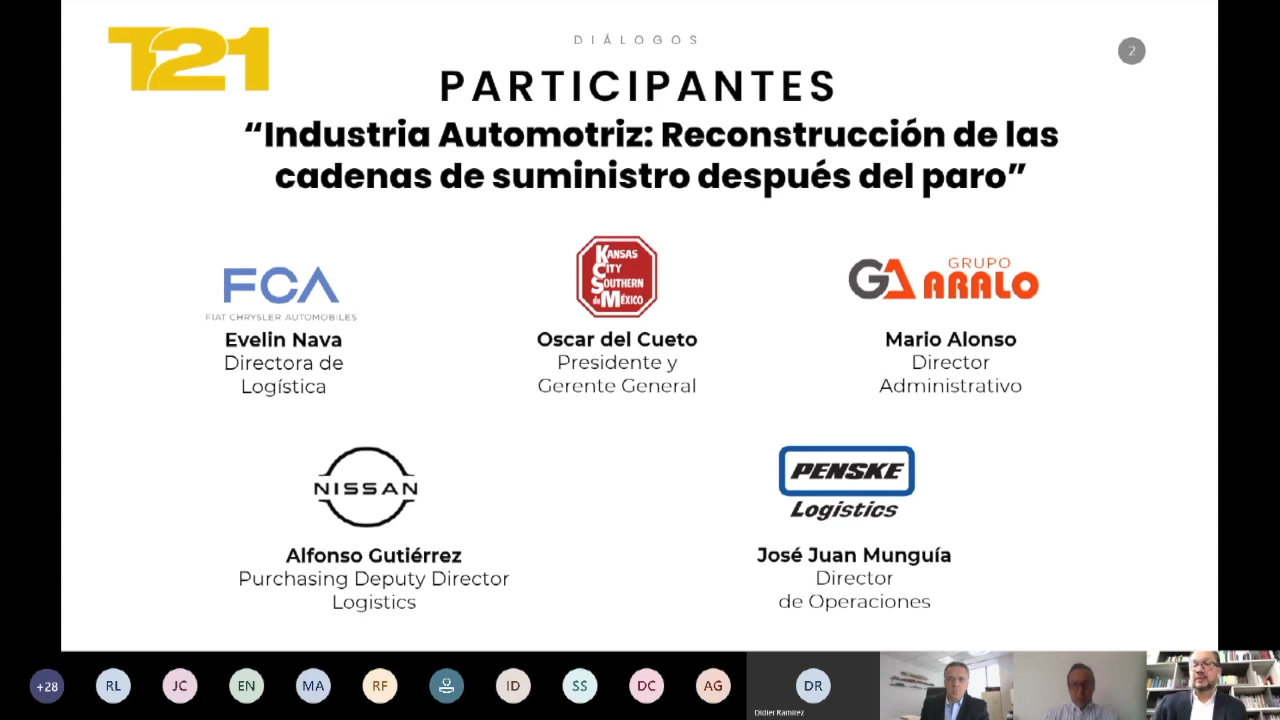 T21
DIÁLOGOS
2
PARTICIPANTES
“Industria Automotriz: Reconstrucción de las
cadenas de suministro después del paro”
FCA
FIAT CHRYSLER AUTOMOBILES
Evelin Nava
Directora de
Logística
KANSAS
CITY
SOUTHERN
de MÉXICO
Oscar del Cueto
Presidente y
Gerente General
GA GRUPO
ARALO
Mario Alonso
Director
Administrativo
NISSAN
Alfonso Gutiérrez
Purchasing Deputy Director
Logistics
PENSKE
Logistics
José Juan Munguía
Director
de Operaciones
+28 RL JC EN MA RF ID SS DC AG DR
Didier Ramirez